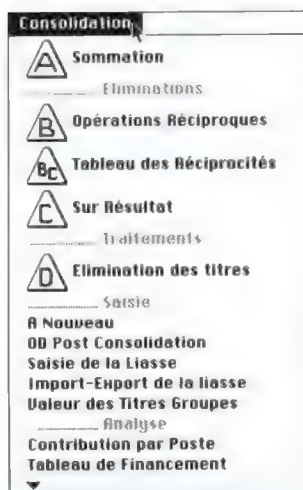 Consolidation
A Sommation
Eliminations
B Opérations Réciproques
BC Tableau des Réciprocités
C Sur Résultat
Traitements
D Elimination des titres
Saisie
A Nouveau
OD Post Consolidation
Saisie de la Liasse
Import-Export de la liasse
Valeur des Titres Groupes
Analyse
Contribution par Poste
Tableau de Financement